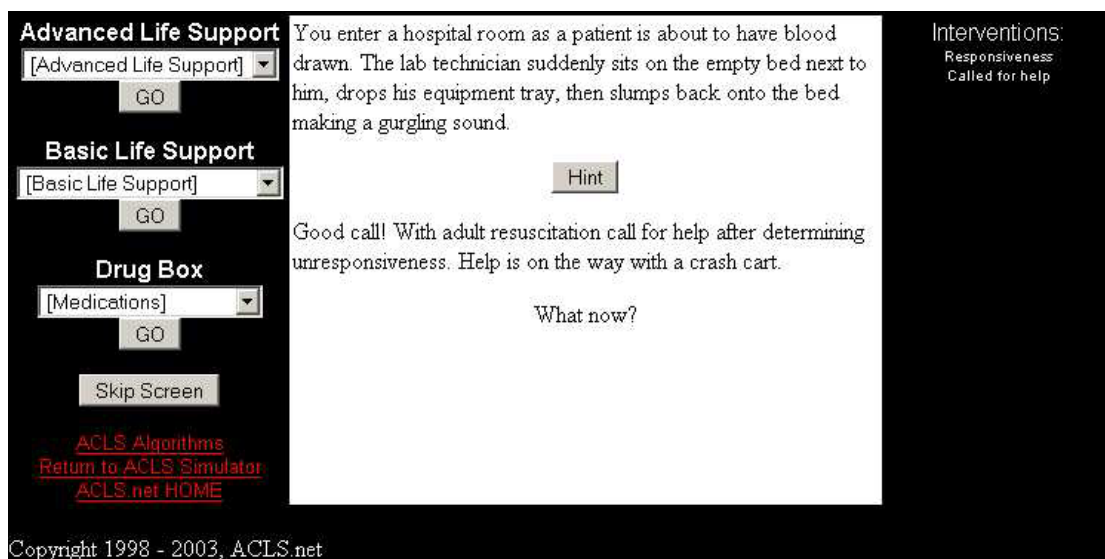 Advanced Life Support
[Advanced Life Support]
GO
Basic Life Support
[Basic Life Support]
GO
Drug Box
[Medications]
GO
Skip Screen
ACLS Algorithms
Return to ACLS Simulator
ACLS.net HOME
You enter a hospital room as a patient is about to have blood
drawn. The lab technician suddenly sits on the empty bed next to
him, drops his equipment tray, then slumps back onto the bed
making a gurgling sound.
Hint
Good call! With adult resuscitation call for help after determining
unresponsiveness. Help is on the way with a crash cart.
What now?
Interventions:
Responsiveness
Called for help
Copyright 1998 - 2003, ACLS.net